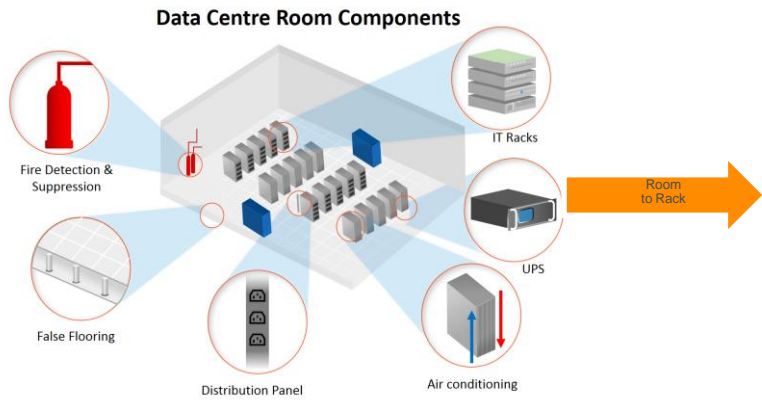 Data Centre Room Components
IT Racks
Fire Detection &
Suppression
Room
to Rack
UPS
False Flooring
Distribution Panel
Air conditioning